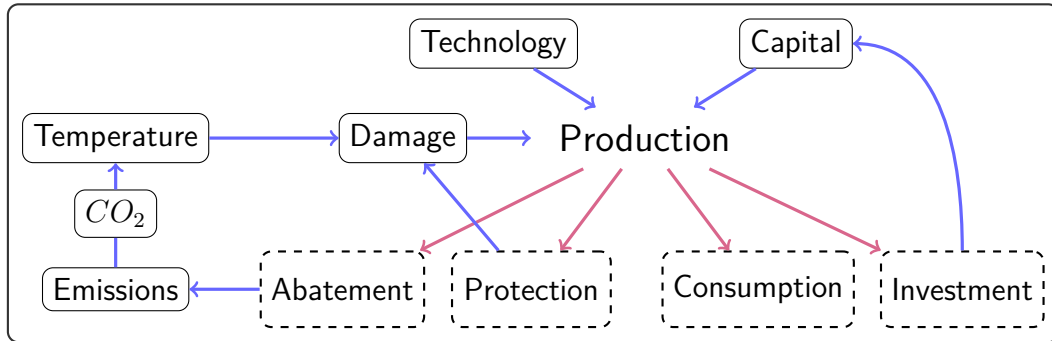 Technology
Capital
Temperature
Damage
Production
CO₂
Emissions
Abatement
Protection
Consumption
Investment